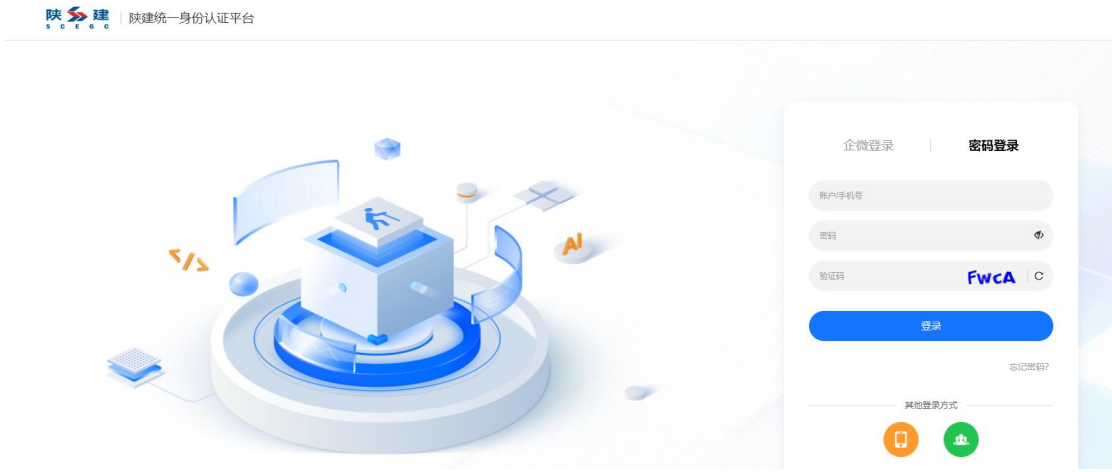 陕建
SCEGC
陕建统一身份认证平台
企微登录
密码登录
账户/手机号
密码
验证码
FwcA
登录
忘记密码?
其他登录方式
</>
AI